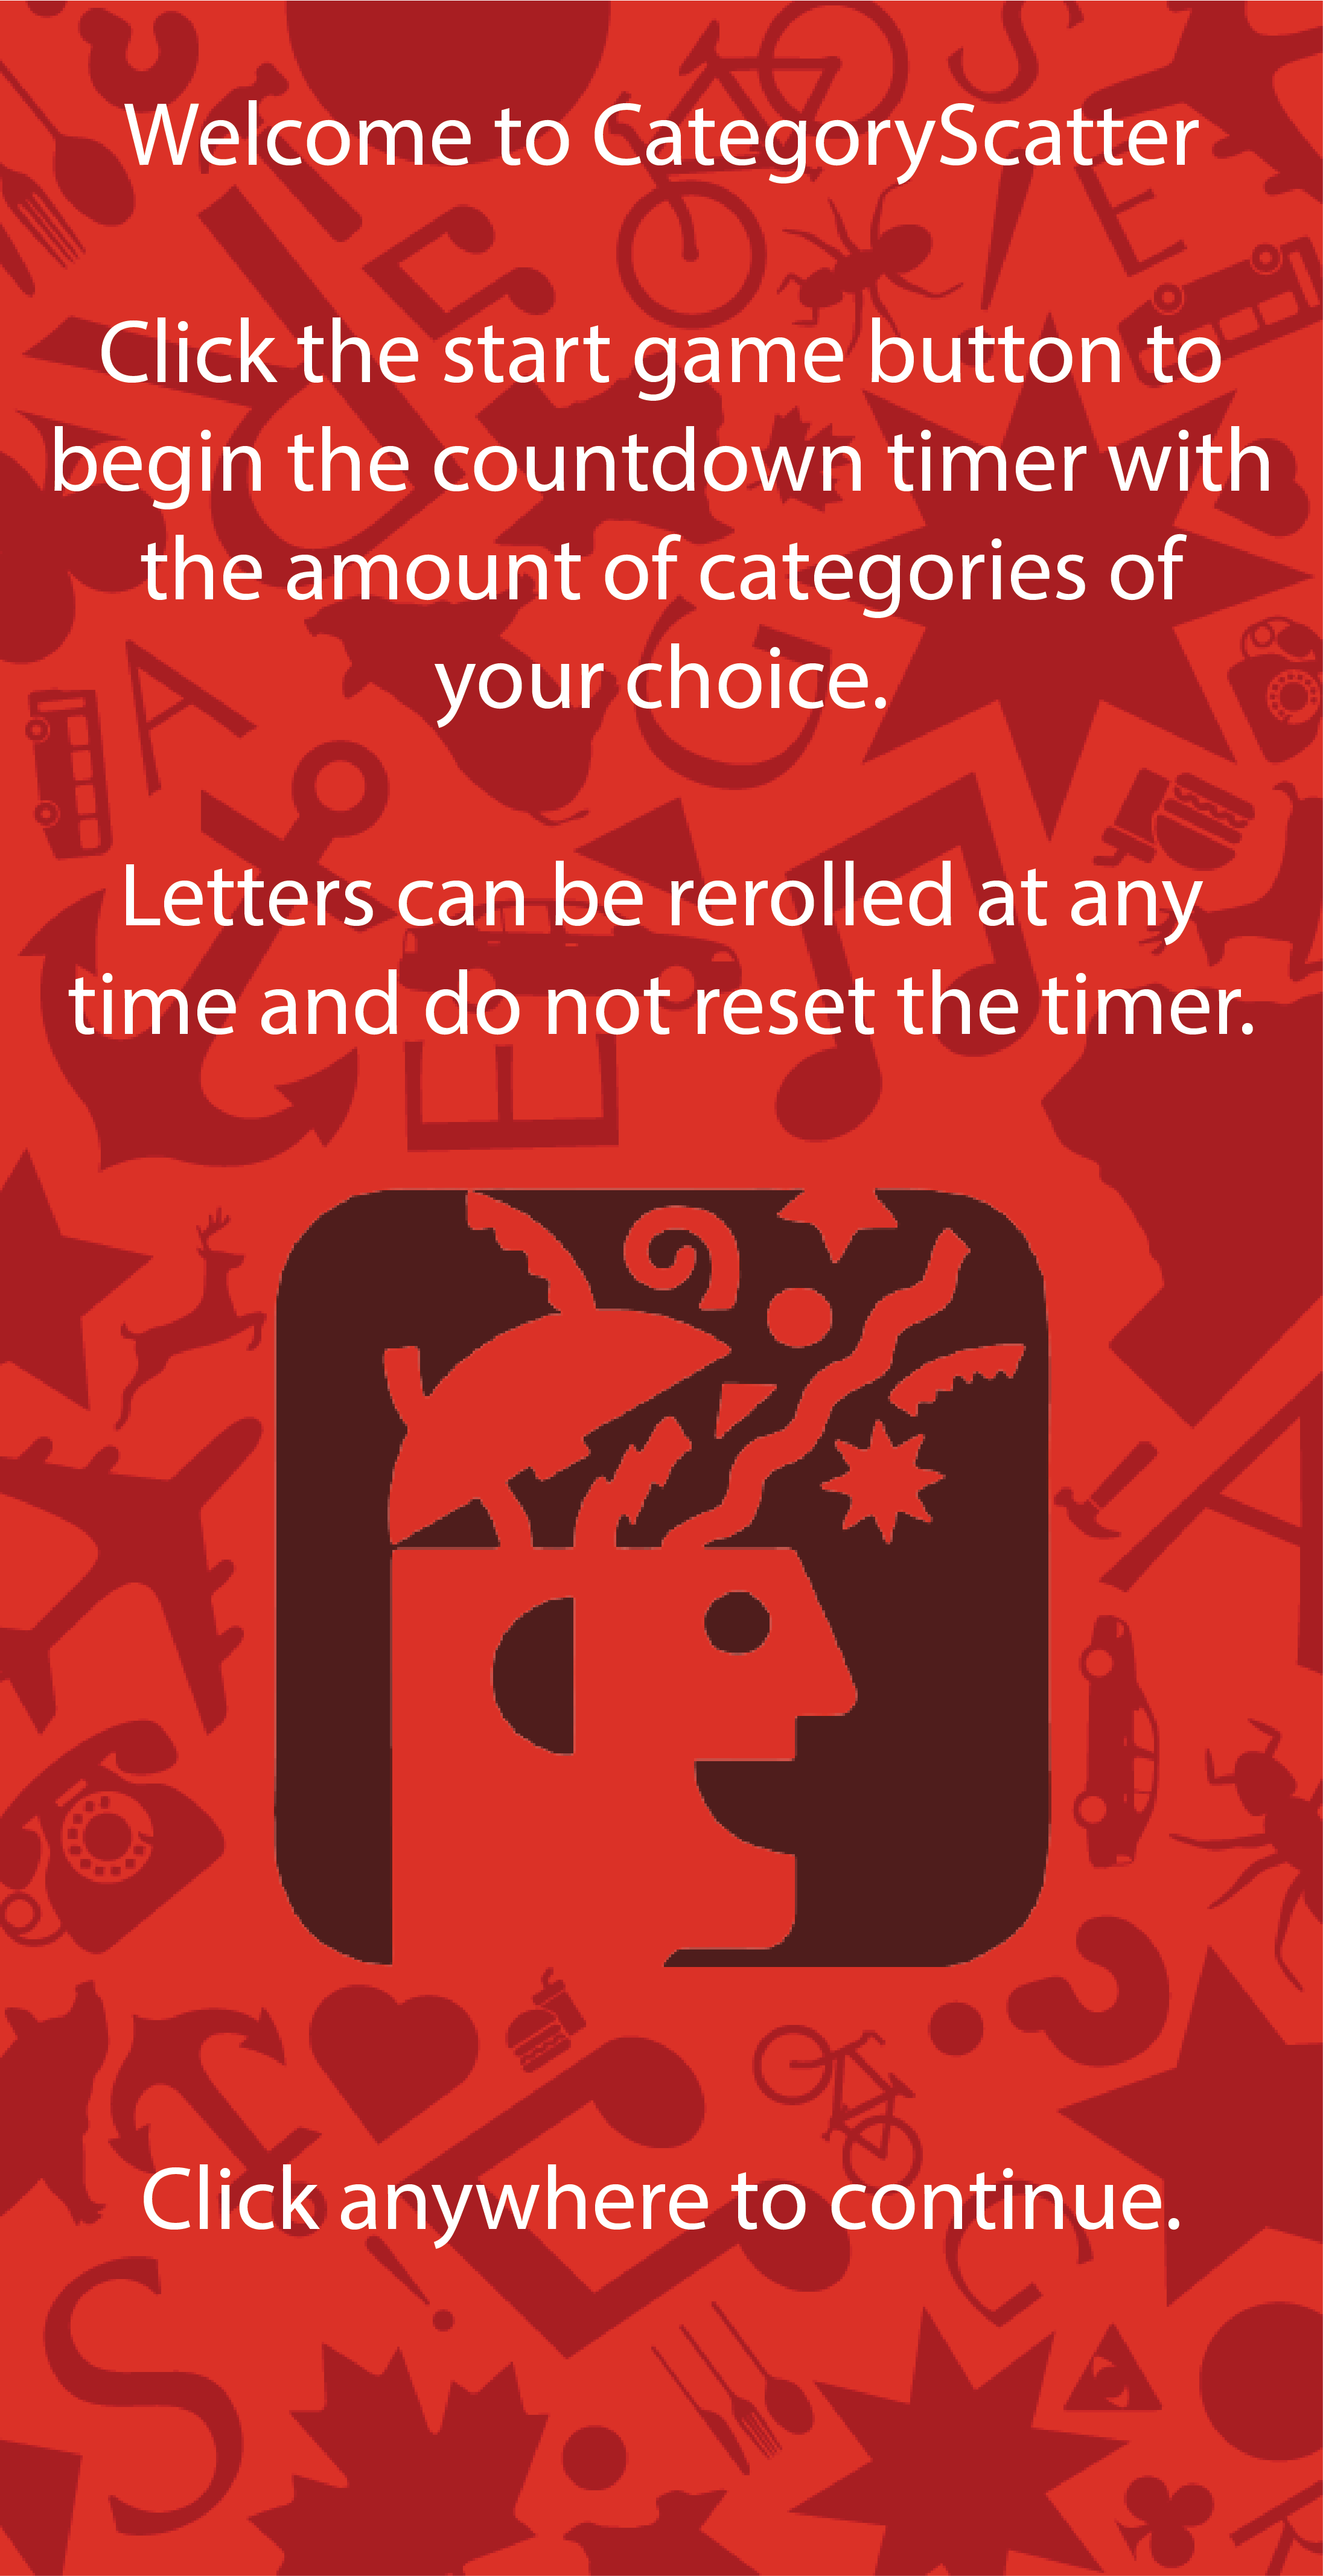 Welcome to CategoryScatter
Click the start game button to
begin the countdown timer with
the amount of categories of
your choice.
Letters can be rerolled at any
time and do not reset the timer.
Click anywhere to continue.